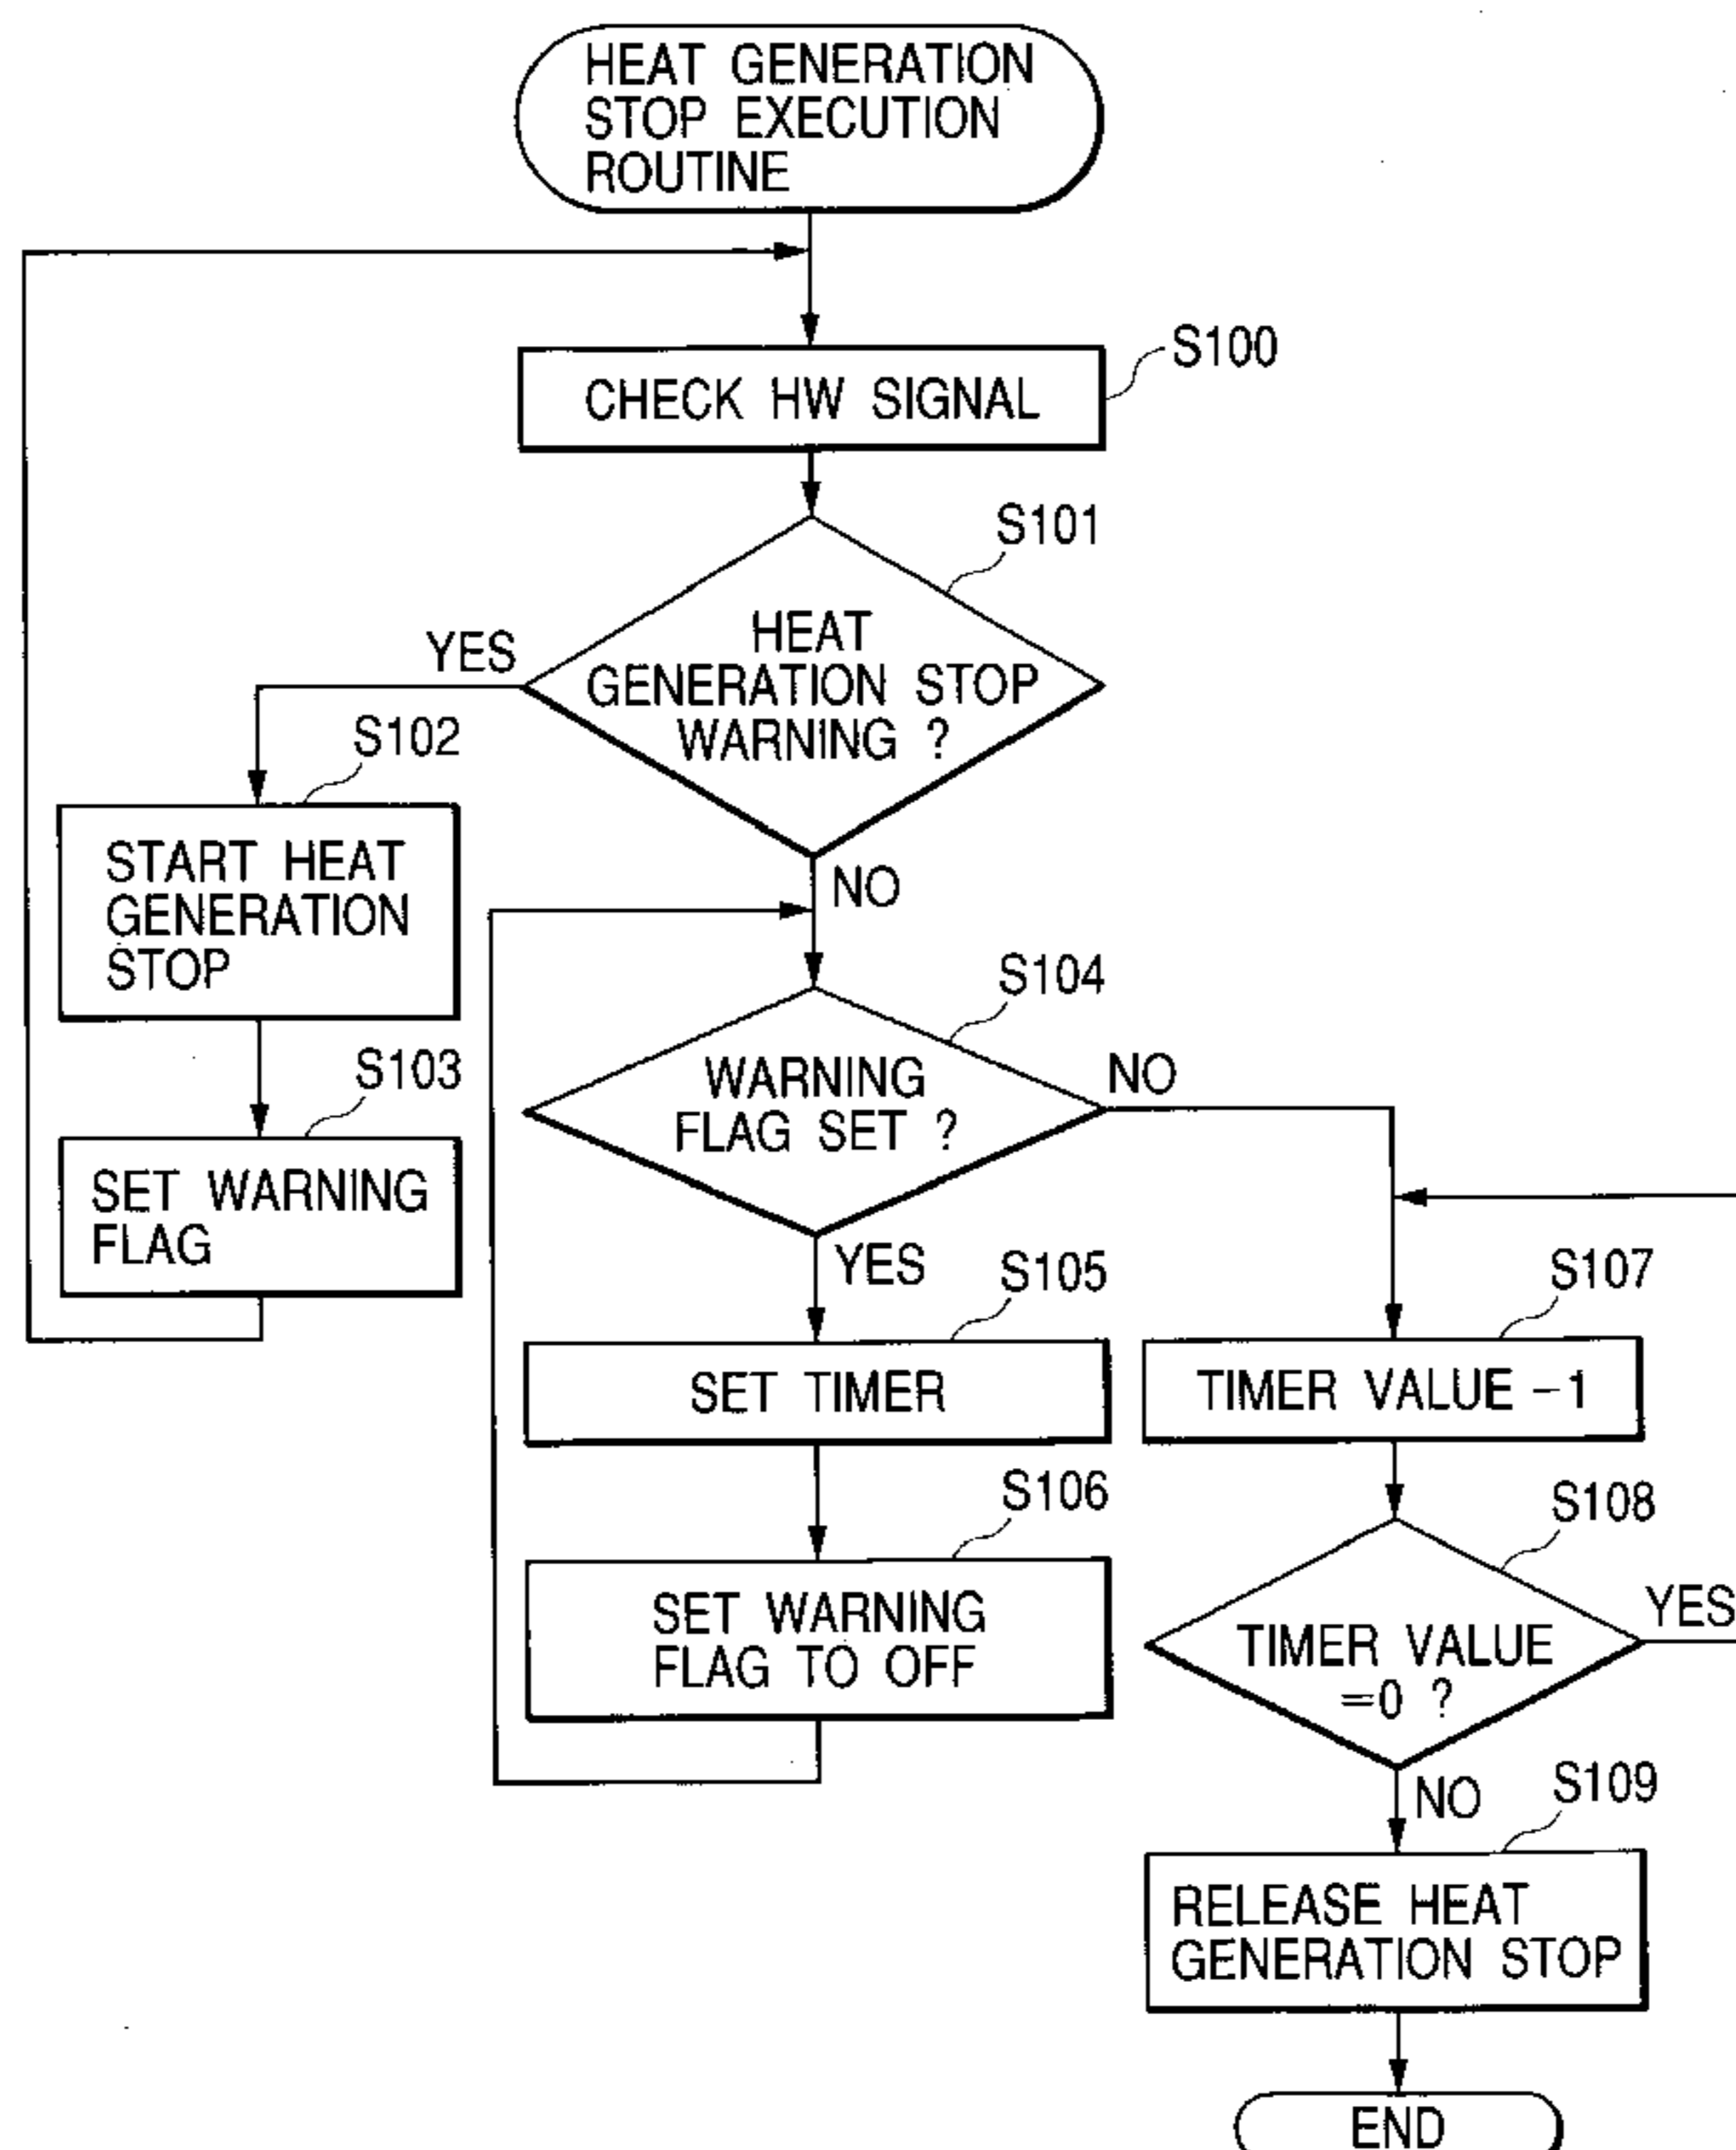 HEAT GENERATION
STOP EXECUTION
ROUTINE
S100
CHECK HW SIGNAL
S101
HEAT
GENERATION STOP
WARNING ?
YES
NO
S102
START HEAT
GENERATION
STOP
S103
SET WARNING
FLAG
S104
WARNING
FLAG SET ?
NO
YES
S105
SET TIMER
S106
SET WARNING
FLAG TO OFF
S107
TIMER VALUE –1
S108
TIMER VALUE
=0 ?
YES
NO
S109
RELEASE HEAT
GENERATION STOP
END